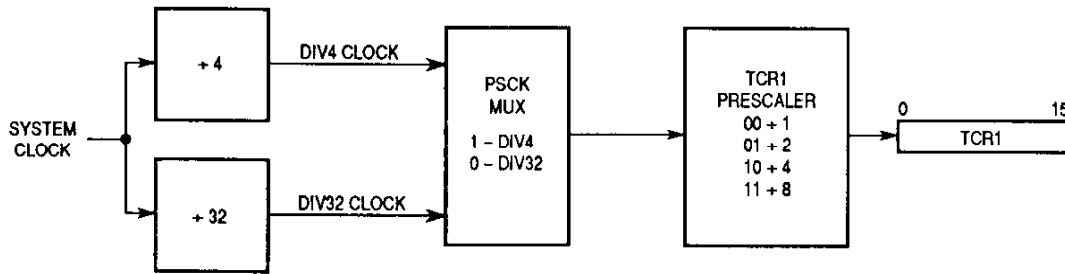 SYSTEM
CLOCK
+ 4
DIV4 CLOCK
+ 32
DIV32 CLOCK
PSCK
MUX
1 – DIV4
0 – DIV32
TCR1
PRESCALER
00 + 1
01 + 2
10 + 4
11 + 8
0 15
TCR1